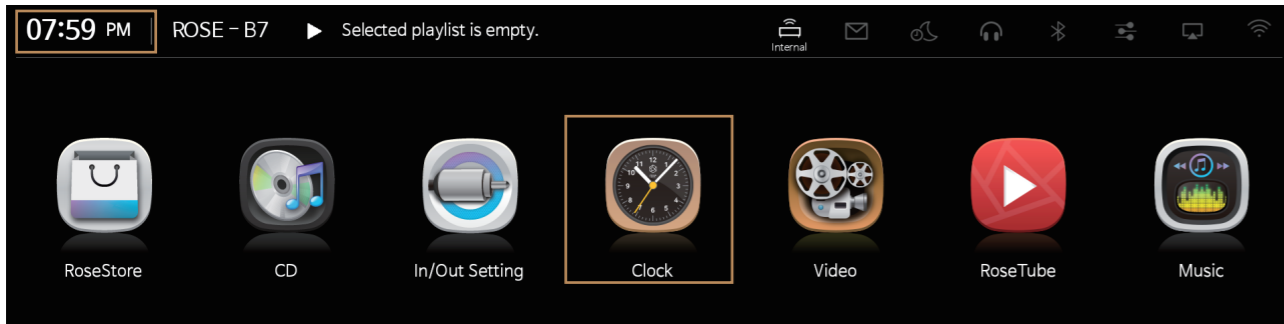 07:59 PM
ROSE - B7
Selected playlist is empty.
Internal
RoseStore
CD
In/Out Setting
Clock
Video
RoseTube
Music